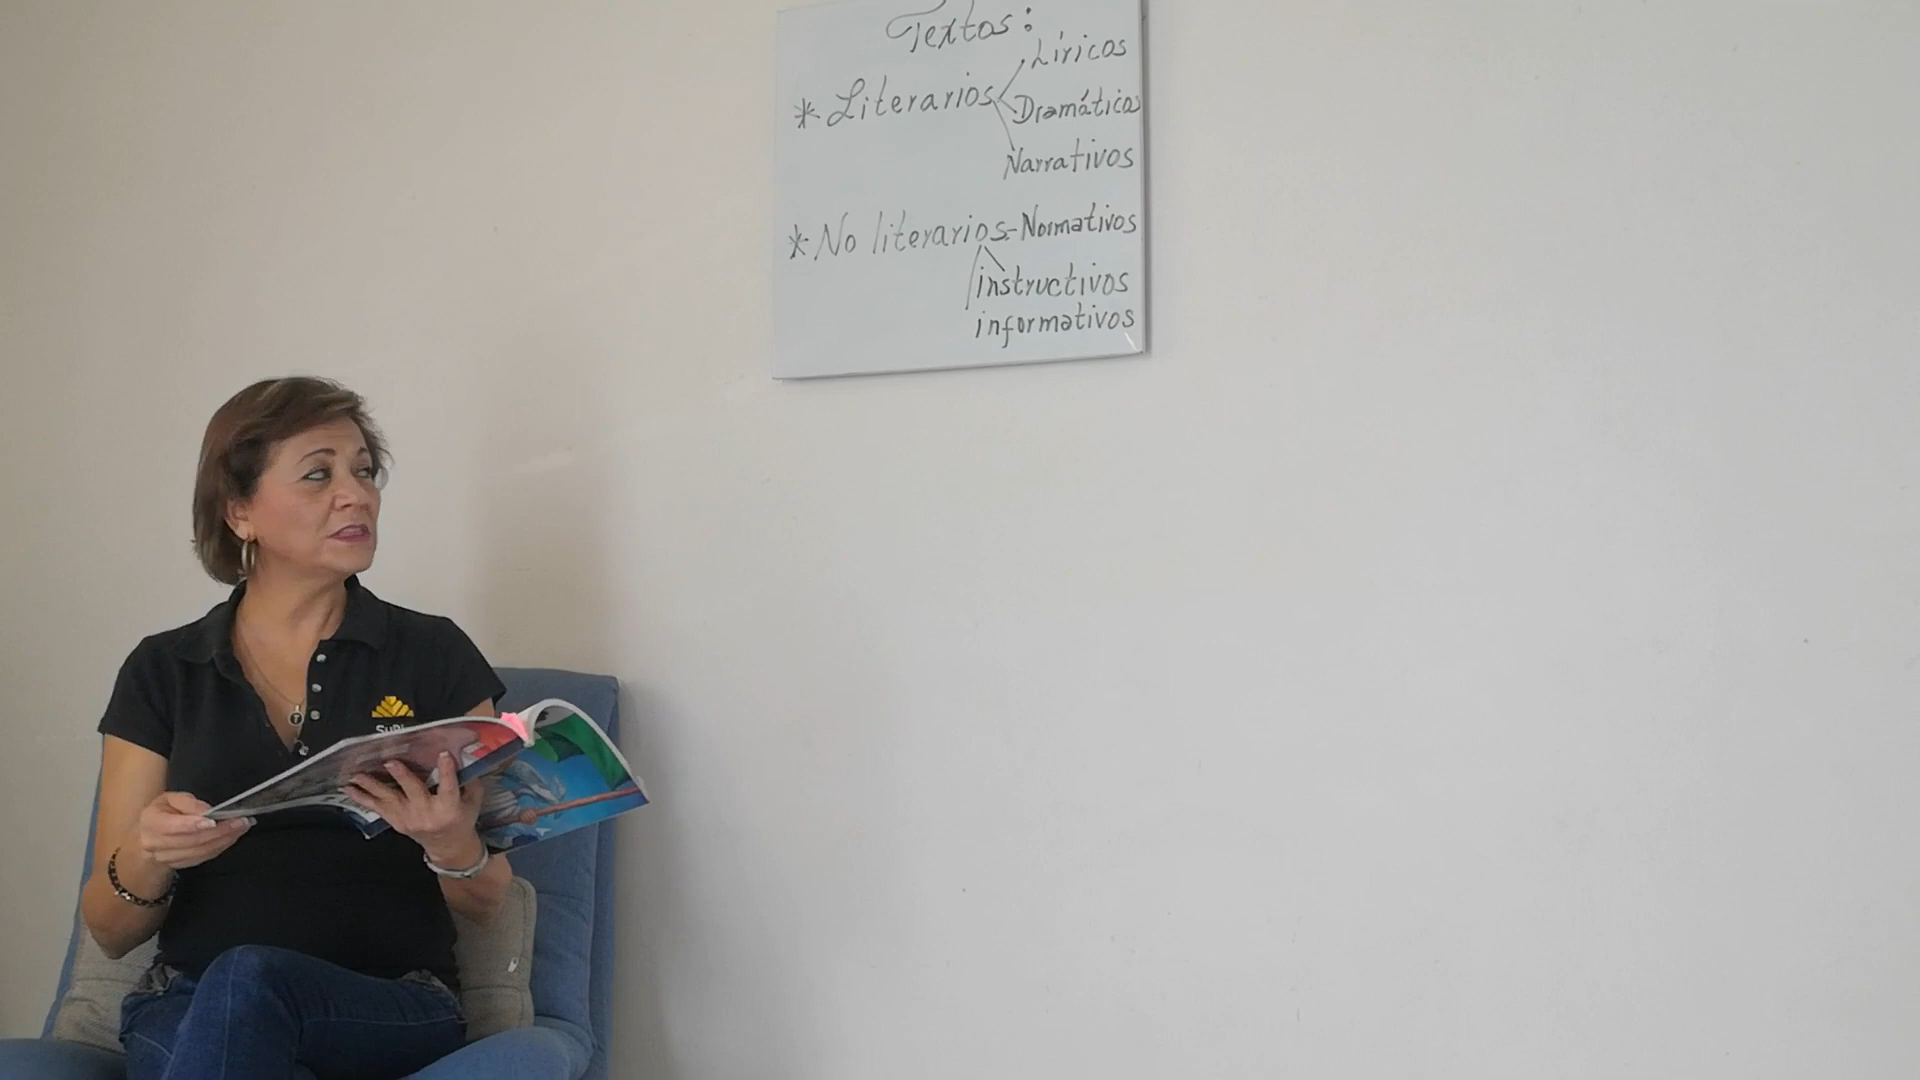 Textos:
Líricos
* Literarios
Dramáticos
Narrativos
* No literarios - Normativos
instructivos
informativos